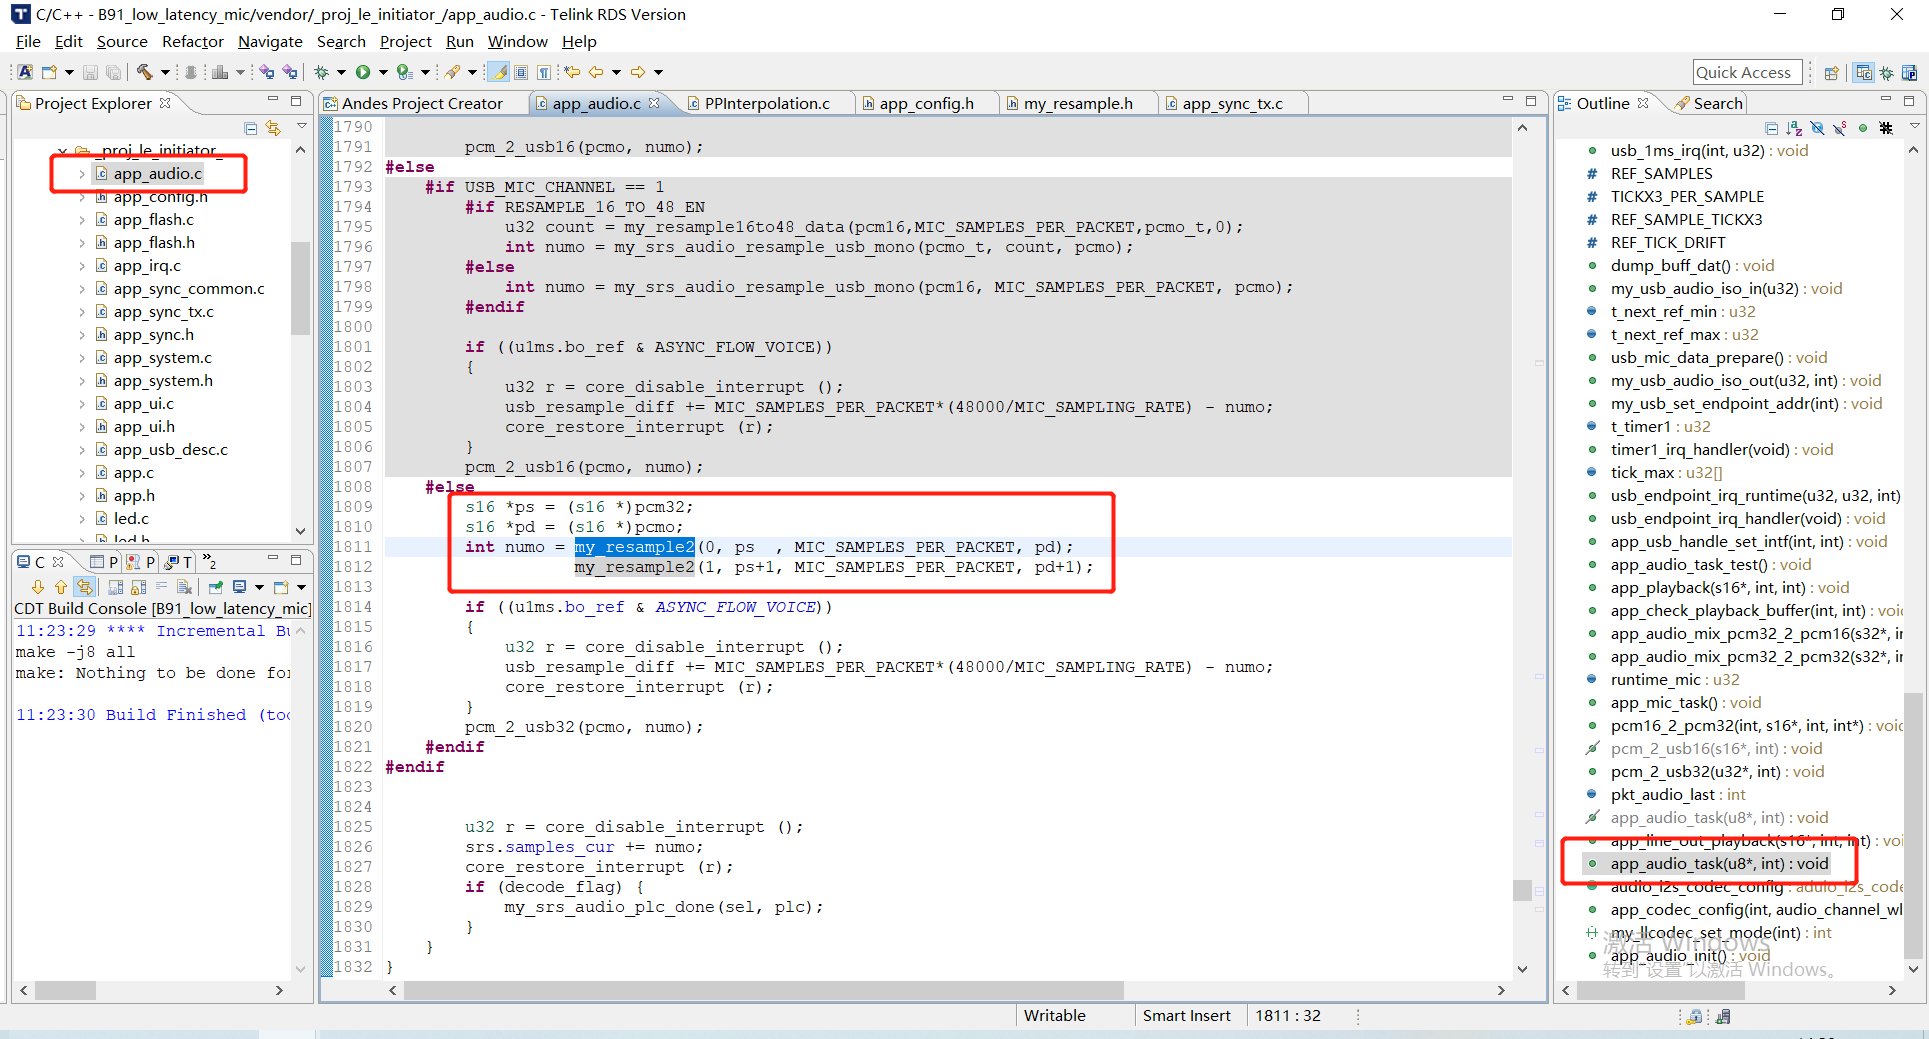 C/C++ - B91_low_latency_mic/vendor/_proj_le_initiator_/app_audio.c - Telink RDS Version
File Edit Source Refactor Navigate Search Project Run Window Help
Quick Access
Project Explorer
_proj_le_initiator_
app_audio.c
app_config.h
app_flash.c
app_flash.h
app_irq.c
app_sync_common.c
app_sync_tx.c
app_sync.h
app_system.c
app_system.h
app_ui.c
app_ui.h
app_usb_desc.c
app.c
app.h
led.c
led.h
C P P T »2
CDT Build Console [B91_low_latency_mic]
11:23:29 **** Incremental Bu
make -j8 all
make: Nothing to be done for
11:23:30 Build Finished (too
Andes Project Creator app_audio.c PPInterpolation.c app_config.h my_resample.h app_sync_tx.c
1790
1791 pcm_2_usb16(pcmo, numo);
1792 #else
1793 #if USB_MIC_CHANNEL == 1
1794 #if RESAMPLE_16_TO_48_EN
1795 u32 count = my_resample16to48_data(pcm16,MIC_SAMPLES_PER_PACKET,pcmo_t,0);
1796 int numo = my_srs_audio_resample_usb_mono(pcmo_t, count, pcmo);
1797 #else
1798 int numo = my_srs_audio_resample_usb_mono(pcm16, MIC_SAMPLES_PER_PACKET, pcmo);
1799 #endif
1800
1801 if ((u1ms.bo_ref & ASYNC_FLOW_VOICE))
1802 {
1803 u32 r = core_disable_interrupt ();
1804 usb_resample_diff += MIC_SAMPLES_PER_PACKET*(48000/MIC_SAMPLING_RATE) - numo;
1805 core_restore_interrupt (r);
1806 }
1807 pcm_2_usb16(pcmo, numo);
1808 #else
1809 s16 *ps = (s16 *)pcm32;
1810 s16 *pd = (s16 *)pcmo;
1811 int numo = my_resample2(0, ps , MIC_SAMPLES_PER_PACKET, pd);
1812 my_resample2(1, ps+1, MIC_SAMPLES_PER_PACKET, pd+1);
1813
1814 if ((u1ms.bo_ref & ASYNC_FLOW_VOICE))
1815 {
1816 u32 r = core_disable_interrupt ();
1817 usb_resample_diff += MIC_SAMPLES_PER_PACKET*(48000/MIC_SAMPLING_RATE) - numo;
1818 core_restore_interrupt (r);
1819 }
1820 pcm_2_usb32(pcmo, numo);
1821 #endif
1822 #endif
1823
1824
1825 u32 r = core_disable_interrupt ();
1826 srs.samples_cur += numo;
1827 core_restore_interrupt (r);
1828 if (decode_flag) {
1829 my_srs_audio_plc_done(sel, plc);
1830 }
1831 }
1832 }
Outline Search
usb_1ms_irq(int, u32) : void
REF_SAMPLES
TICKX3_PER_SAMPLE
REF_SAMPLE_TICKX3
REF_TICK_DRIFT
dump_buff_dat() : void
my_usb_audio_iso_in(u32) : void
t_next_ref_min : u32
t_next_ref_max : u32
usb_mic_data_prepare() : void
my_usb_audio_iso_out(u32, int) : void
my_usb_set_endpoint_addr(int) : void
t_timer1 : u32
timer1_irq_handler(void) : void
tick_max : u32[]
usb_endpoint_irq_runtime(u32, u32, int)
usb_endpoint_irq_handler(void) : void
app_usb_handle_set_intf(int, int) : void
app_audio_task_test() : void
app_playback(s16*, int, int) : void
app_check_playback_buffer(int, int) : voi
app_audio_mix_pcm32_2_pcm16(s32*, i
app_audio_mix_pcm32_2_pcm32(s32*, i
runtime_mic : u32
app_mic_task() : void
pcm16_2_pcm32(int, s16*, int, int*) : voi
pcm_2_usb16(s16*, int) : void
pcm_2_usb32(u32*, int) : void
pkt_audio_last : int
app_audio_task(u8*, int) : void
app_line_out_playback(s16*, int, int) : voi
app_audio_task(u8*, int) : void
audio_i2s_codec_config : audio_i2s_code
app_codec_config(int, audio_channel_wl
my_llcodec_set_mode(int) : int
app_audio_init() : void
激活 Windows
转到"设置"以激活 Windows。
Writable Smart Insert 1811 : 32